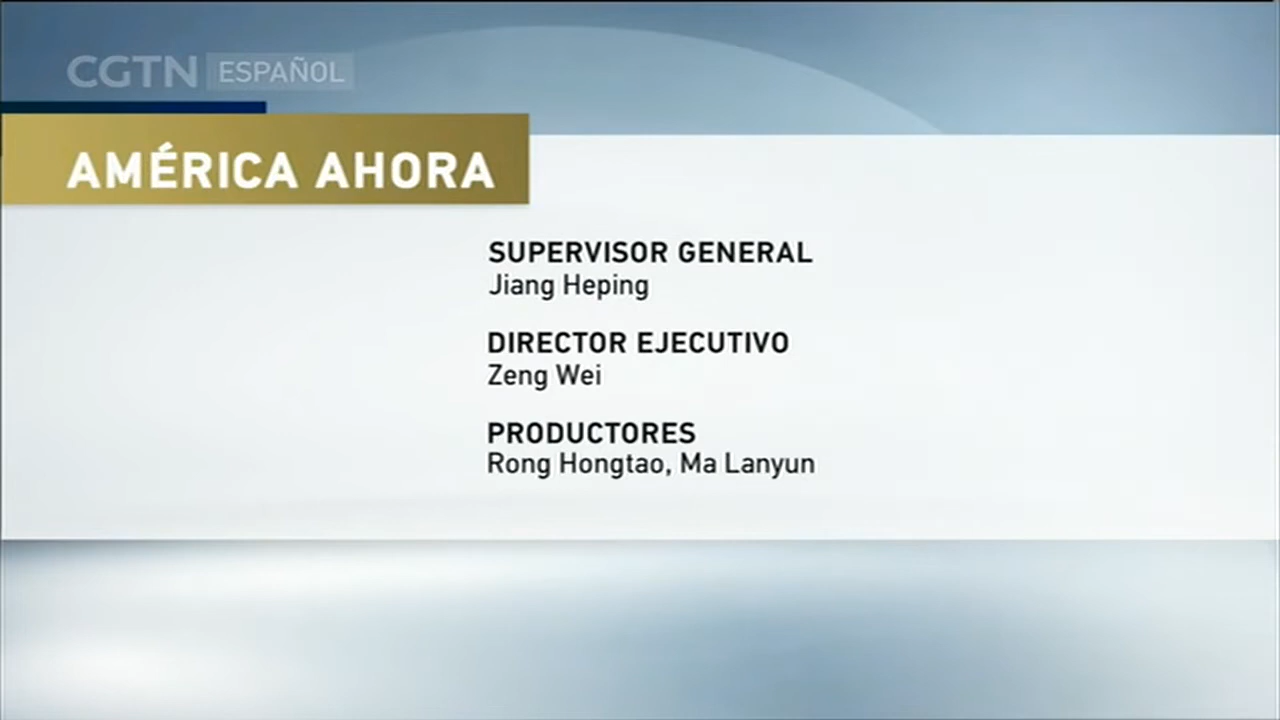 CGTN ESPAÑOL
AMÉRICA AHORA
SUPERVISOR GENERAL
Jiang Heping
DIRECTOR EJECUTIVO
Zeng Wei
PRODUCTORES
Rong Hongtao, Ma Lanyun